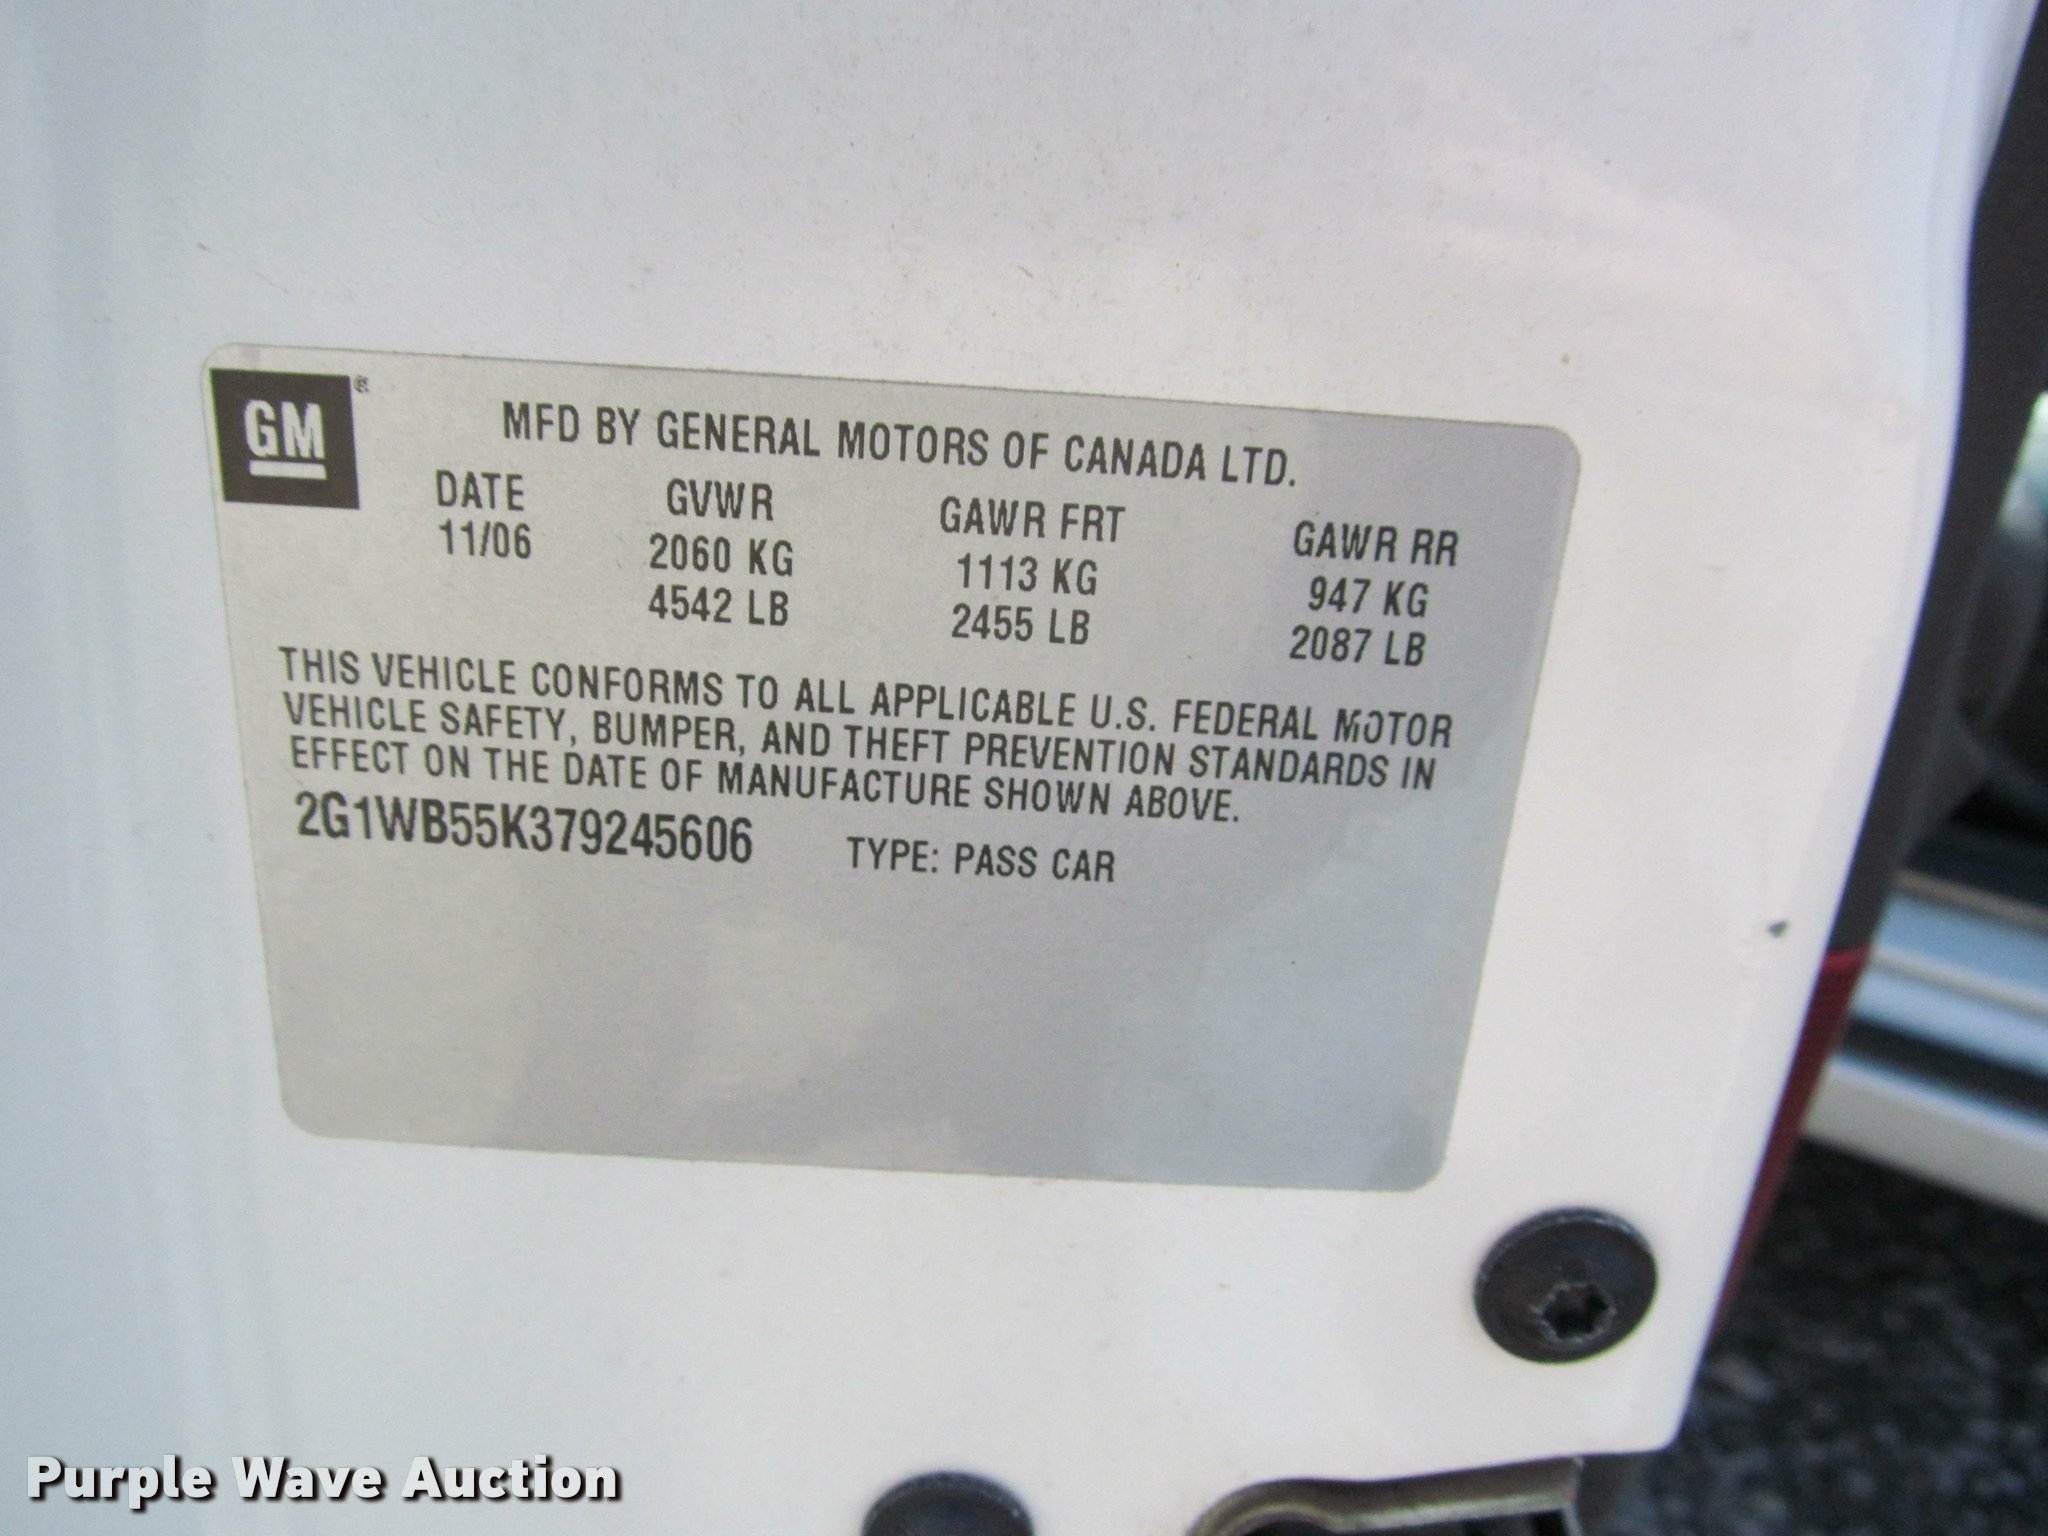 GM®
MFD BY GENERAL MOTORS OF CANADA LTD.
DATE GVWR GAWR FRT GAWR RR
11/06 2060 KG 1113 KG 947 KG
4542 LB 2455 LB 2087 LB
THIS VEHICLE CONFORMS TO ALL APPLICABLE U.S. FEDERAL MOTOR
VEHICLE SAFETY, BUMPER, AND THEFT PREVENTION STANDARDS IN
EFFECT ON THE DATE OF MANUFACTURE SHOWN ABOVE.
2G1WB55K379245606 TYPE: PASS CAR
Purple Wave Auction